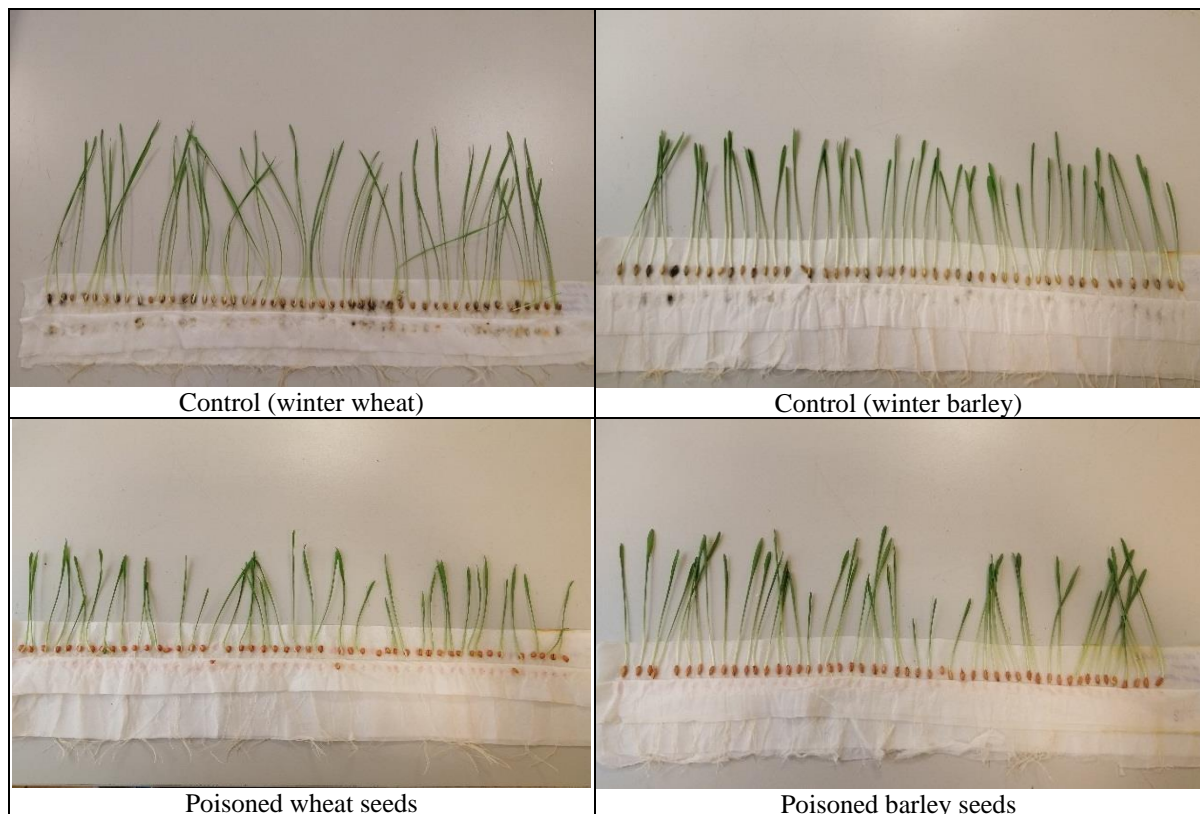 Control (winter wheat)
Control (winter barley)
Poisoned wheat seeds
Poisoned barley seeds